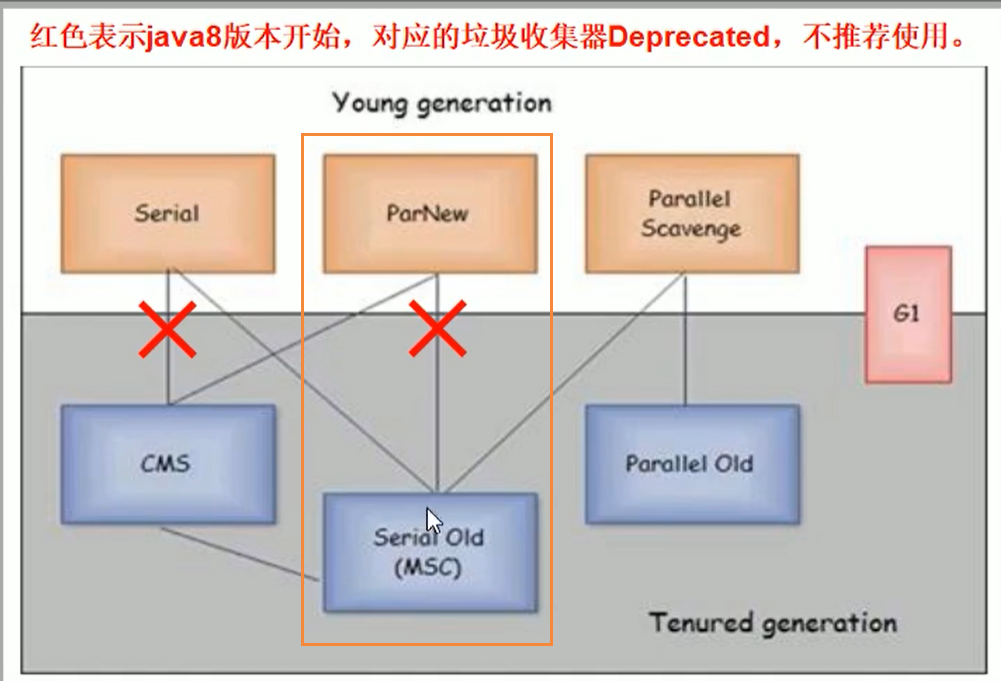 红色表示java8版本开始，对应的垃圾收集器Deprecated，不推荐使用。
Young generation
Serial
ParNew
Parallel
Scavenge
G1
CMS
Serial Old
(MSC)
Parallel Old
Tenured generation